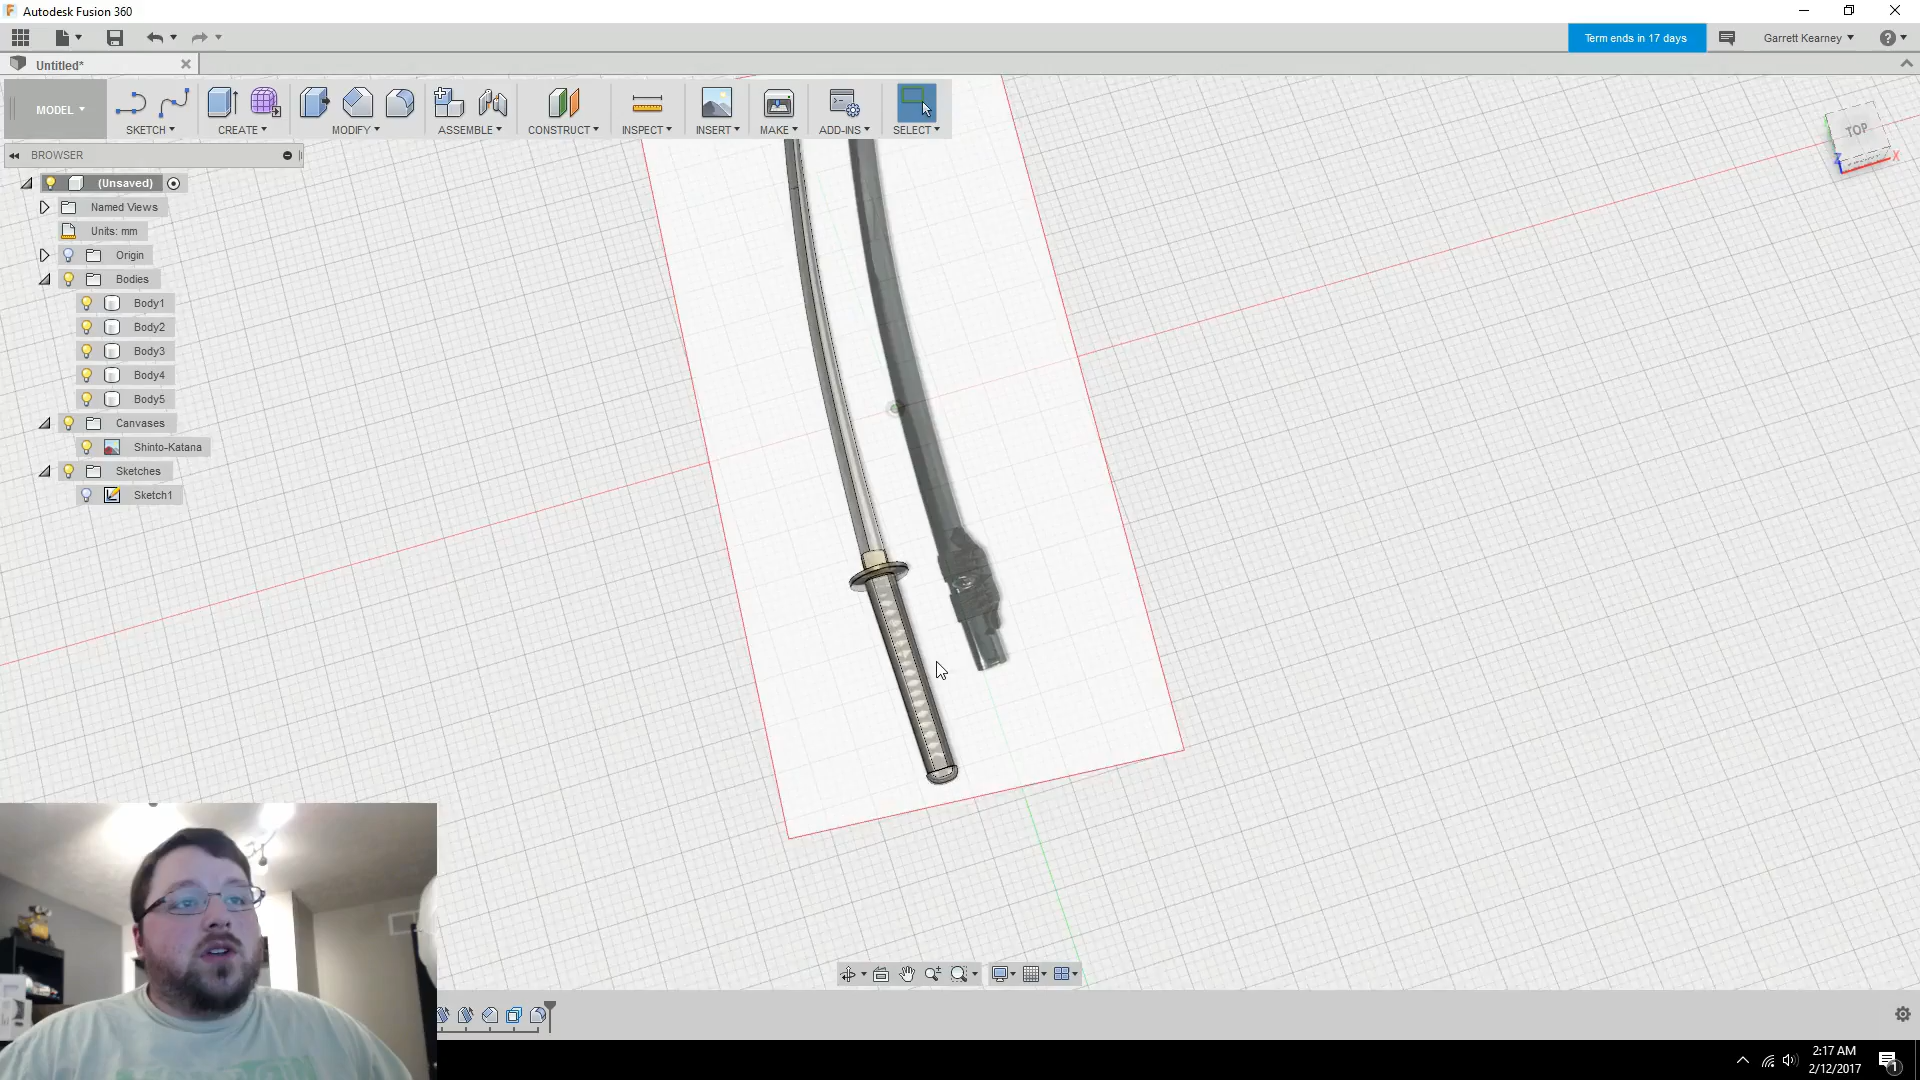 Autodesk Fusion 360
Term ends in 17 days
Garrett Kearney
Untitled*
MODEL
SKETCH
CREATE
MODIFY
ASSEMBLE
CONSTRUCT
INSPECT
INSERT
MAKE
ADD-INS
SELECT
TOP
Z
X
BROWSER
(Unsaved)
Named Views
Units: mm
Origin
Bodies
Body1
Body2
Body3
Body4
Body5
Canvases
Shinto-Katana
Sketches
Sketch1
2:17 AM
2/12/2017
1